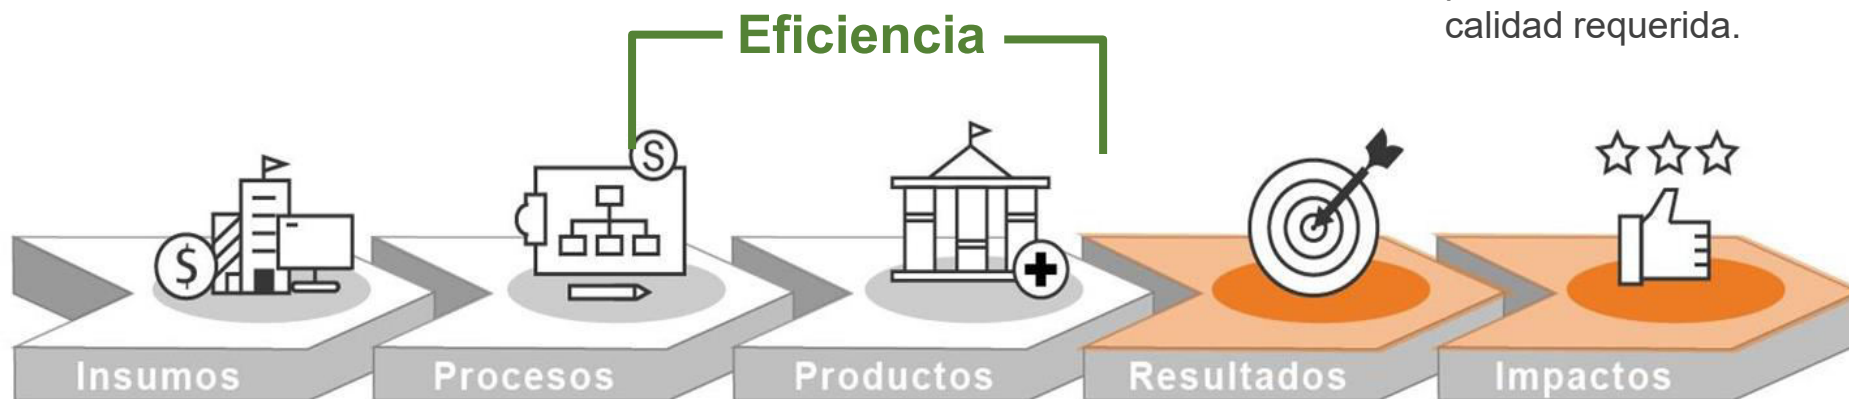 calidad requerida.
Eficiencia
$
S
Insumos
Procesos
Productos
Resultados
Impactos